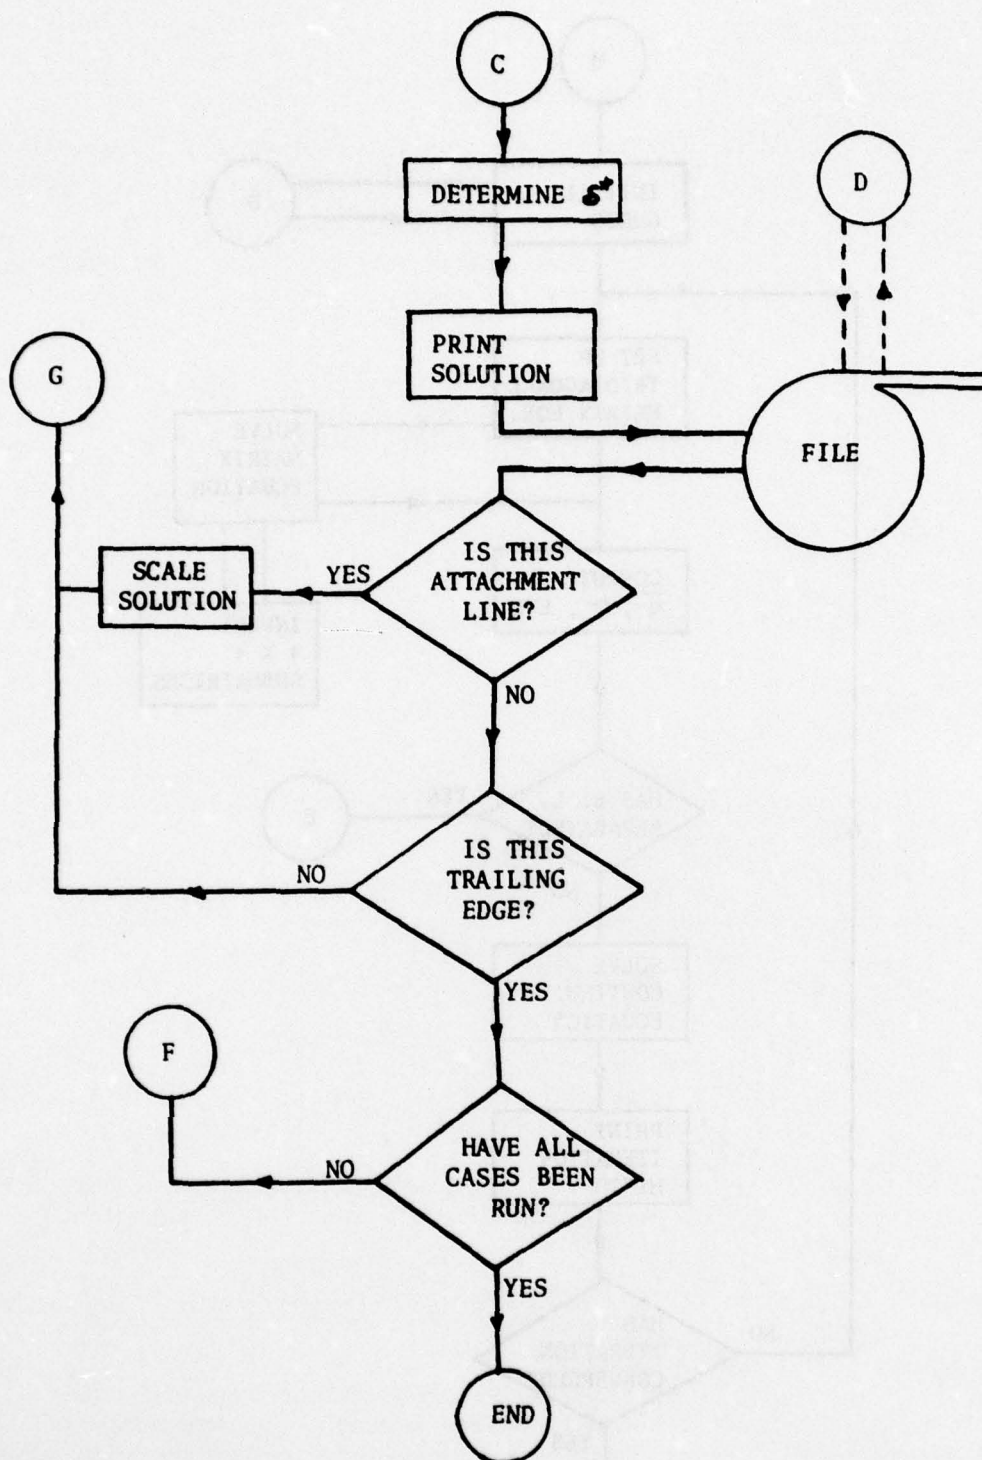 C
DETERMINE δ*
D
PRINT
SOLUTION
G
FILE
IS THIS
ATTACHMENT
LINE?
YES
SCALE
SOLUTION
NO
IS THIS
TRAILING
EDGE?
NO
YES
F
HAVE ALL
CASES BEEN
RUN?
NO
YES
END